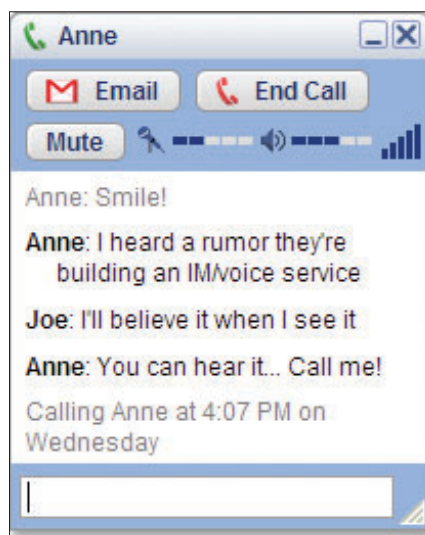 Anne
Email
End Call
Mute
Anne: Smile!
Anne: I heard a rumor they're
building an IM/voice service
Joe: I'll believe it when I see it
Anne: You can hear it... Call me!
Calling Anne at 4:07 PM on
Wednesday